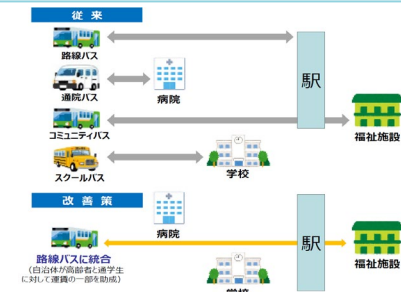 従来
路線バス
駅
通院バス
病院
コミュニティバス
福祉施設
スクールバス
学校
改善策
病院
路線バスに統合
(自治体が高齢者と通学生
に対して運賃の一部を助成)
駅
福祉施設
学校